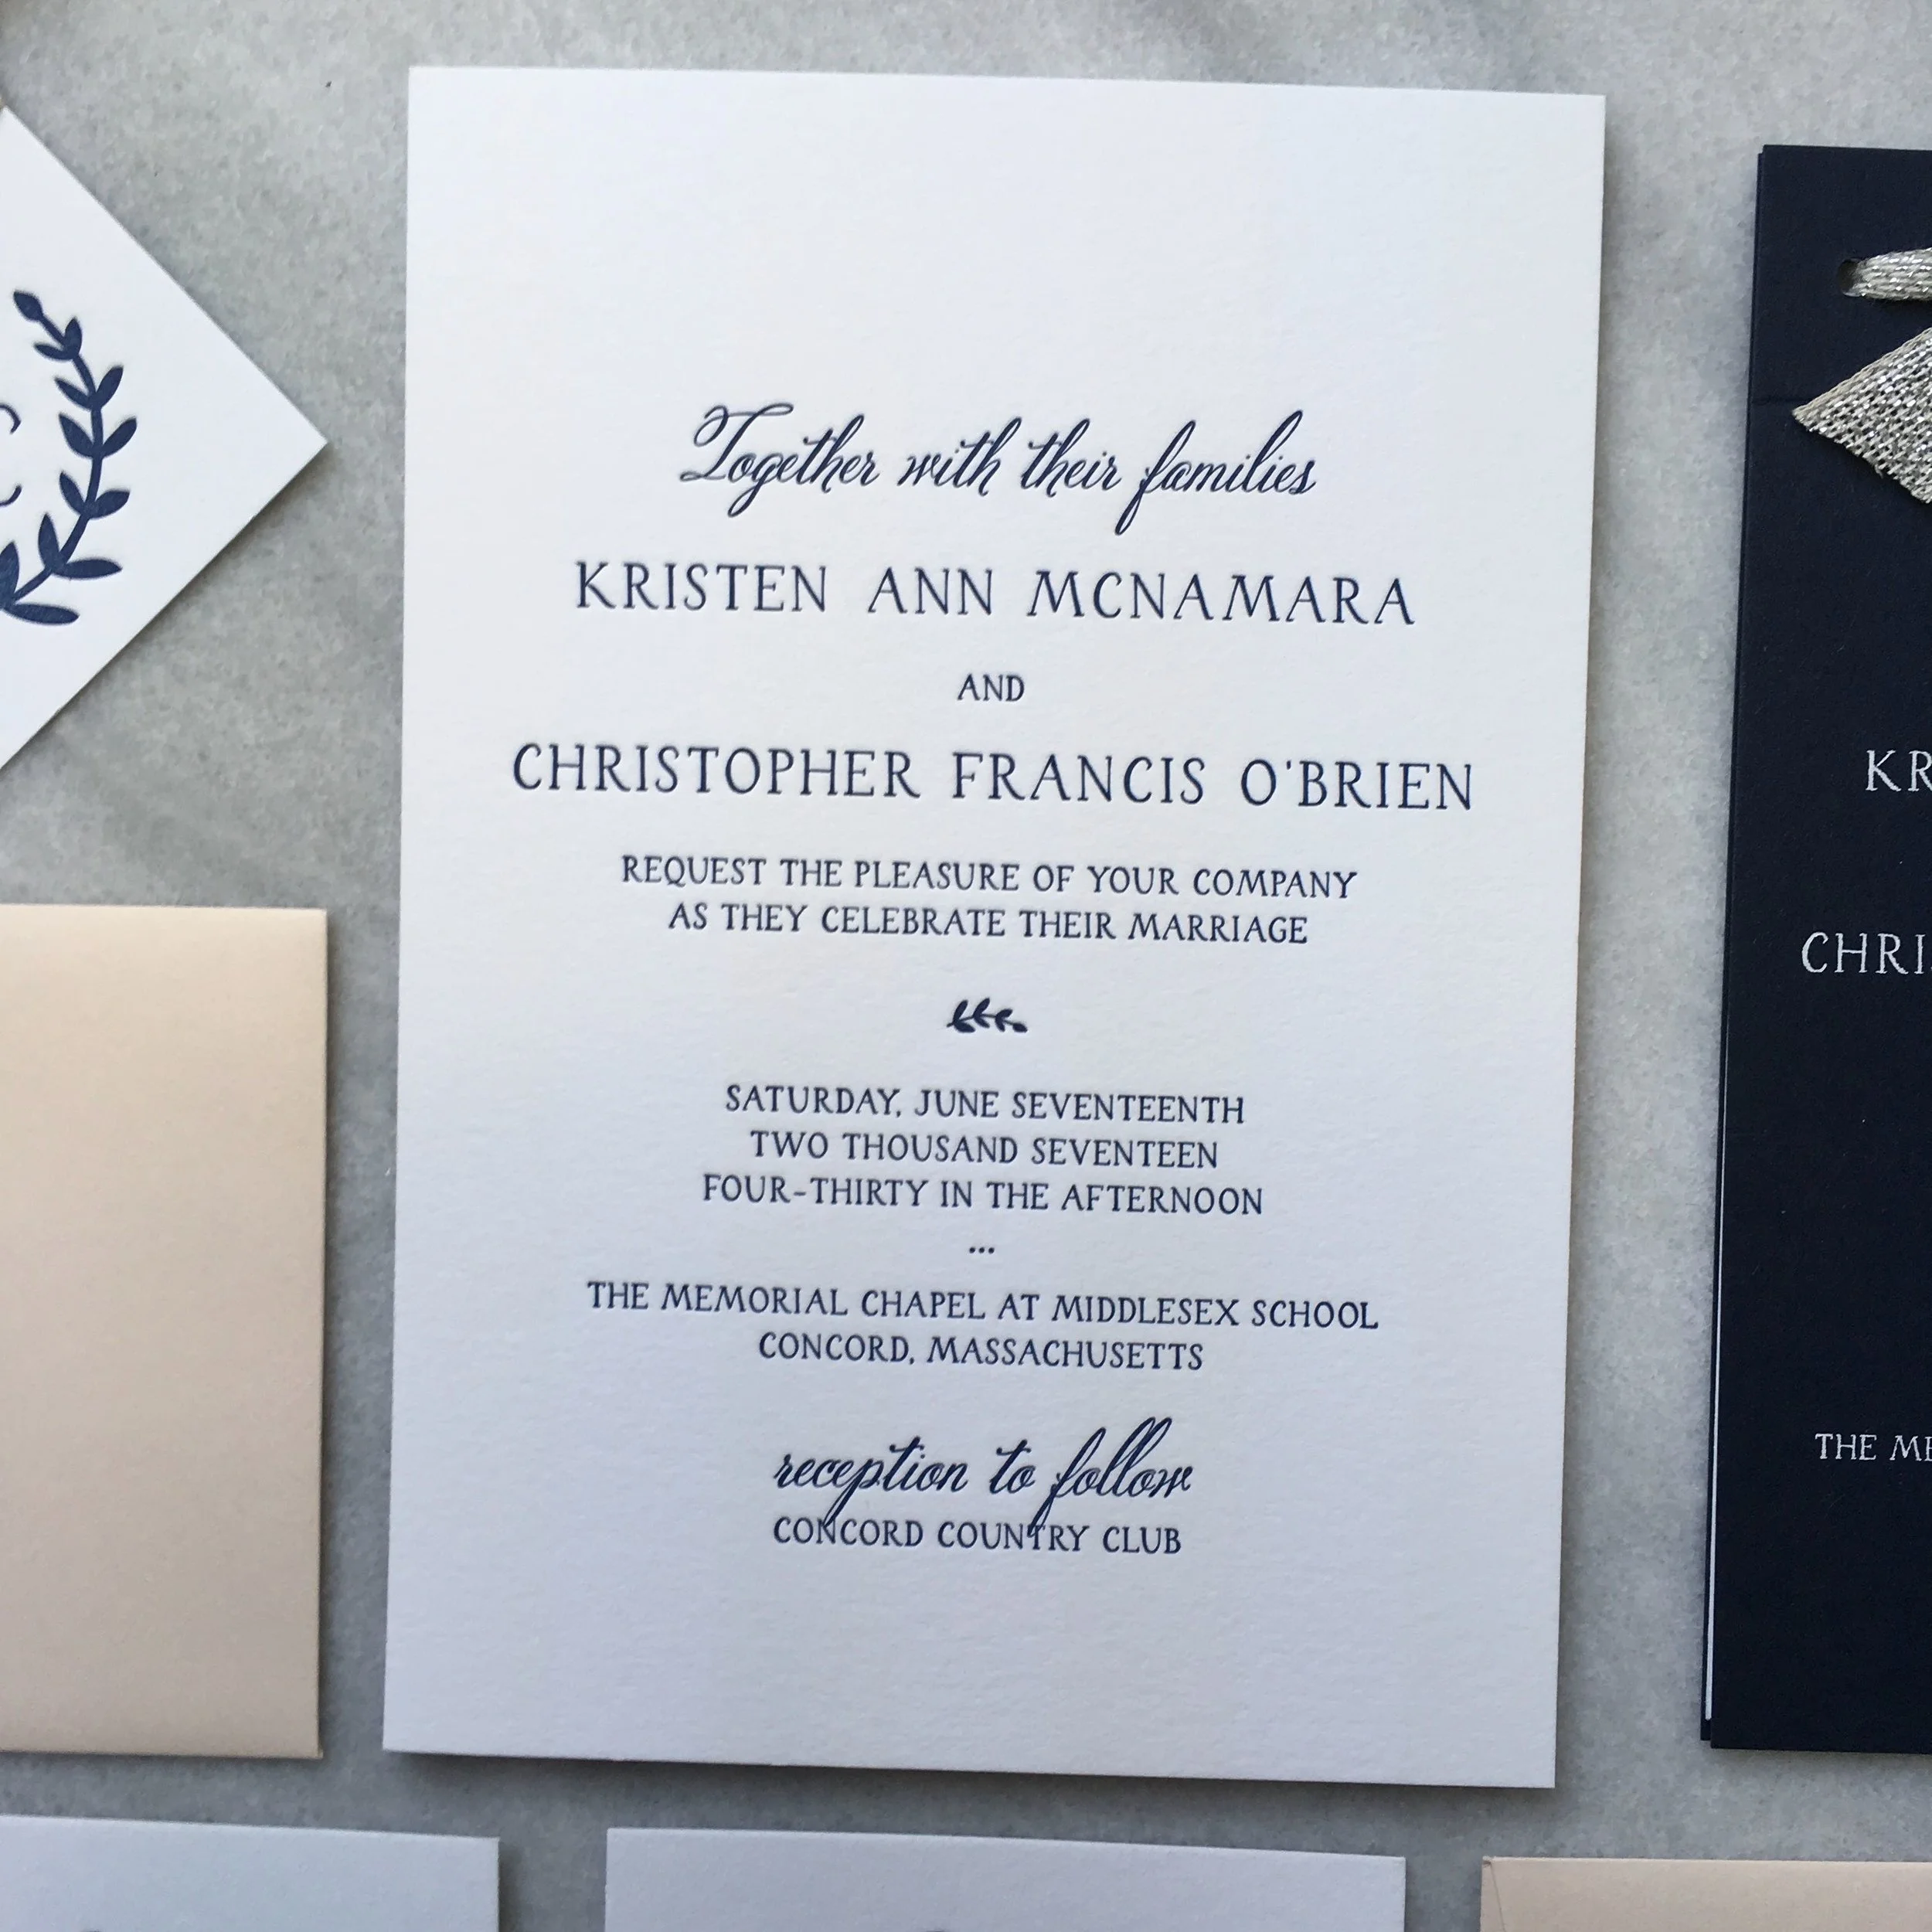 Together with their families
KRISTEN ANN MCNAMARA
AND
CHRISTOPHER FRANCIS O'BRIEN
REQUEST THE PLEASURE OF YOUR COMPANY
AS THEY CELEBRATE THEIR MARRIAGE
SATURDAY, JUNE SEVENTEENTH
TWO THOUSAND SEVENTEEN
FOUR-THIRTY IN THE AFTERNOON
...
THE MEMORIAL CHAPEL AT MIDDLESEX SCHOOL
CONCORD, MASSACHUSETTS
reception to follow
CONCORD COUNTRY CLUB
KR
CHRI
THE ME